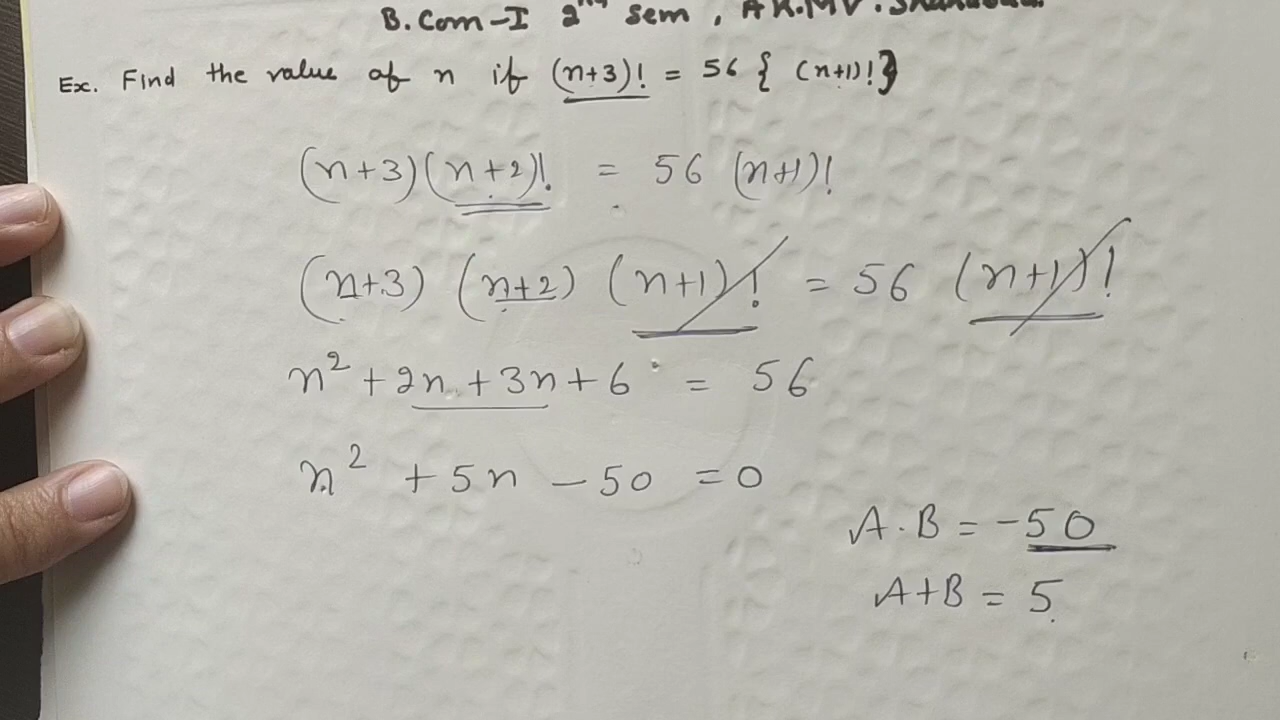 B.Com-I 2nd sem,
Ex. Find the value of n if (n+3)! = 56 { (n+1)!}
(n+3)(n+2)! = 56 (n+1)!
(n+3) (n+2) (n+1)! = 56 (n+1)!
n² + 2n + 3n + 6 = 56
n² + 5n - 50 = 0
A.B = -50
A+B = 5